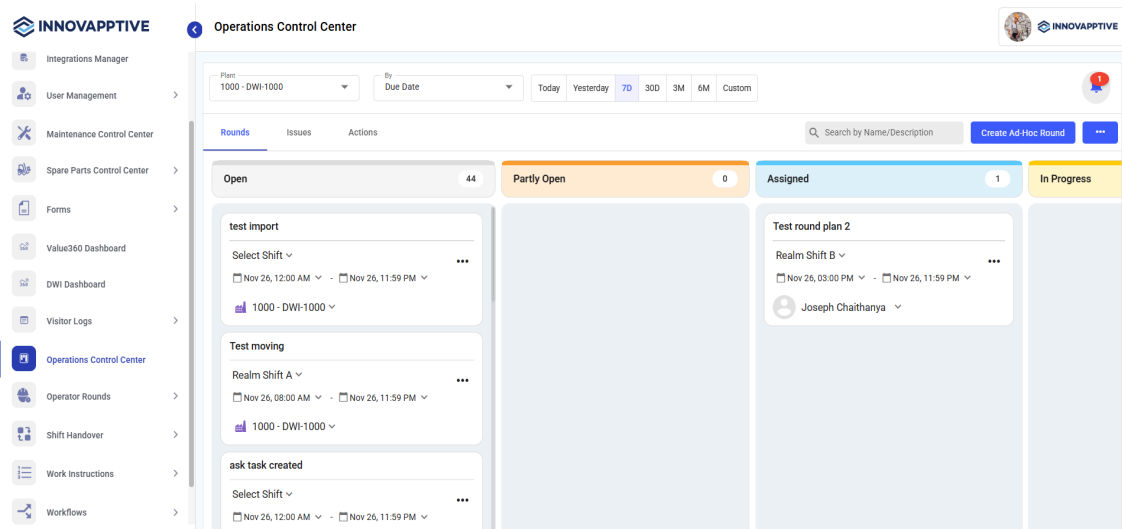 INNOVAPPTIVE
Operations Control Center
INNOVAPPTIVE
Integrations Manager
User Management
Maintenance Control Center
Spare Parts Control Center
Forms
Value360 Dashboard
DWI Dashboard
Visitor Logs
Operations Control Center
Operator Rounds
Shift Handover
Work Instructions
Workflows
Plant
1000 - DWI-1000
By
Due Date
Today Yesterday 7D 30D 3M 6M Custom
1
Rounds Issues Actions
Search by Name/Description
Create Ad-Hoc Round
Open 44
Partly Open 0
Assigned 1
In Progress
test import
Select Shift
Nov 26, 12:00 AM - Nov 26, 11:59 PM
1000 - DWI-1000
Test moving
Realm Shift A
Nov 26, 08:00 AM - Nov 26, 11:59 PM
1000 - DWI-1000
ask task created
Select Shift
Nov 26, 12:00 AM - Nov 26, 11:59 PM
Test round plan 2
Realm Shift B
Nov 26, 03:00 PM - Nov 26, 11:59 PM
Joseph Chaithanya